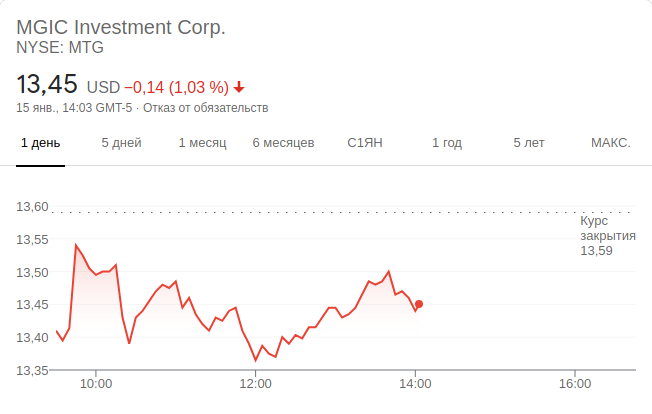 MGIC Investment Corp.
NYSE: MTG
13,45 USD −0,14 (1,03 %)
15 янв., 14:03 GMT-5 · Отказ от обязательств
1 день 5 дней 1 месяц 6 месяцев С1ЯН 1 год 5 лет МАКС.
13,60
Курс
закрытия
13,59
13,55
13,50
13,45
13,40
13,35
10:00 12:00 14:00 16:00